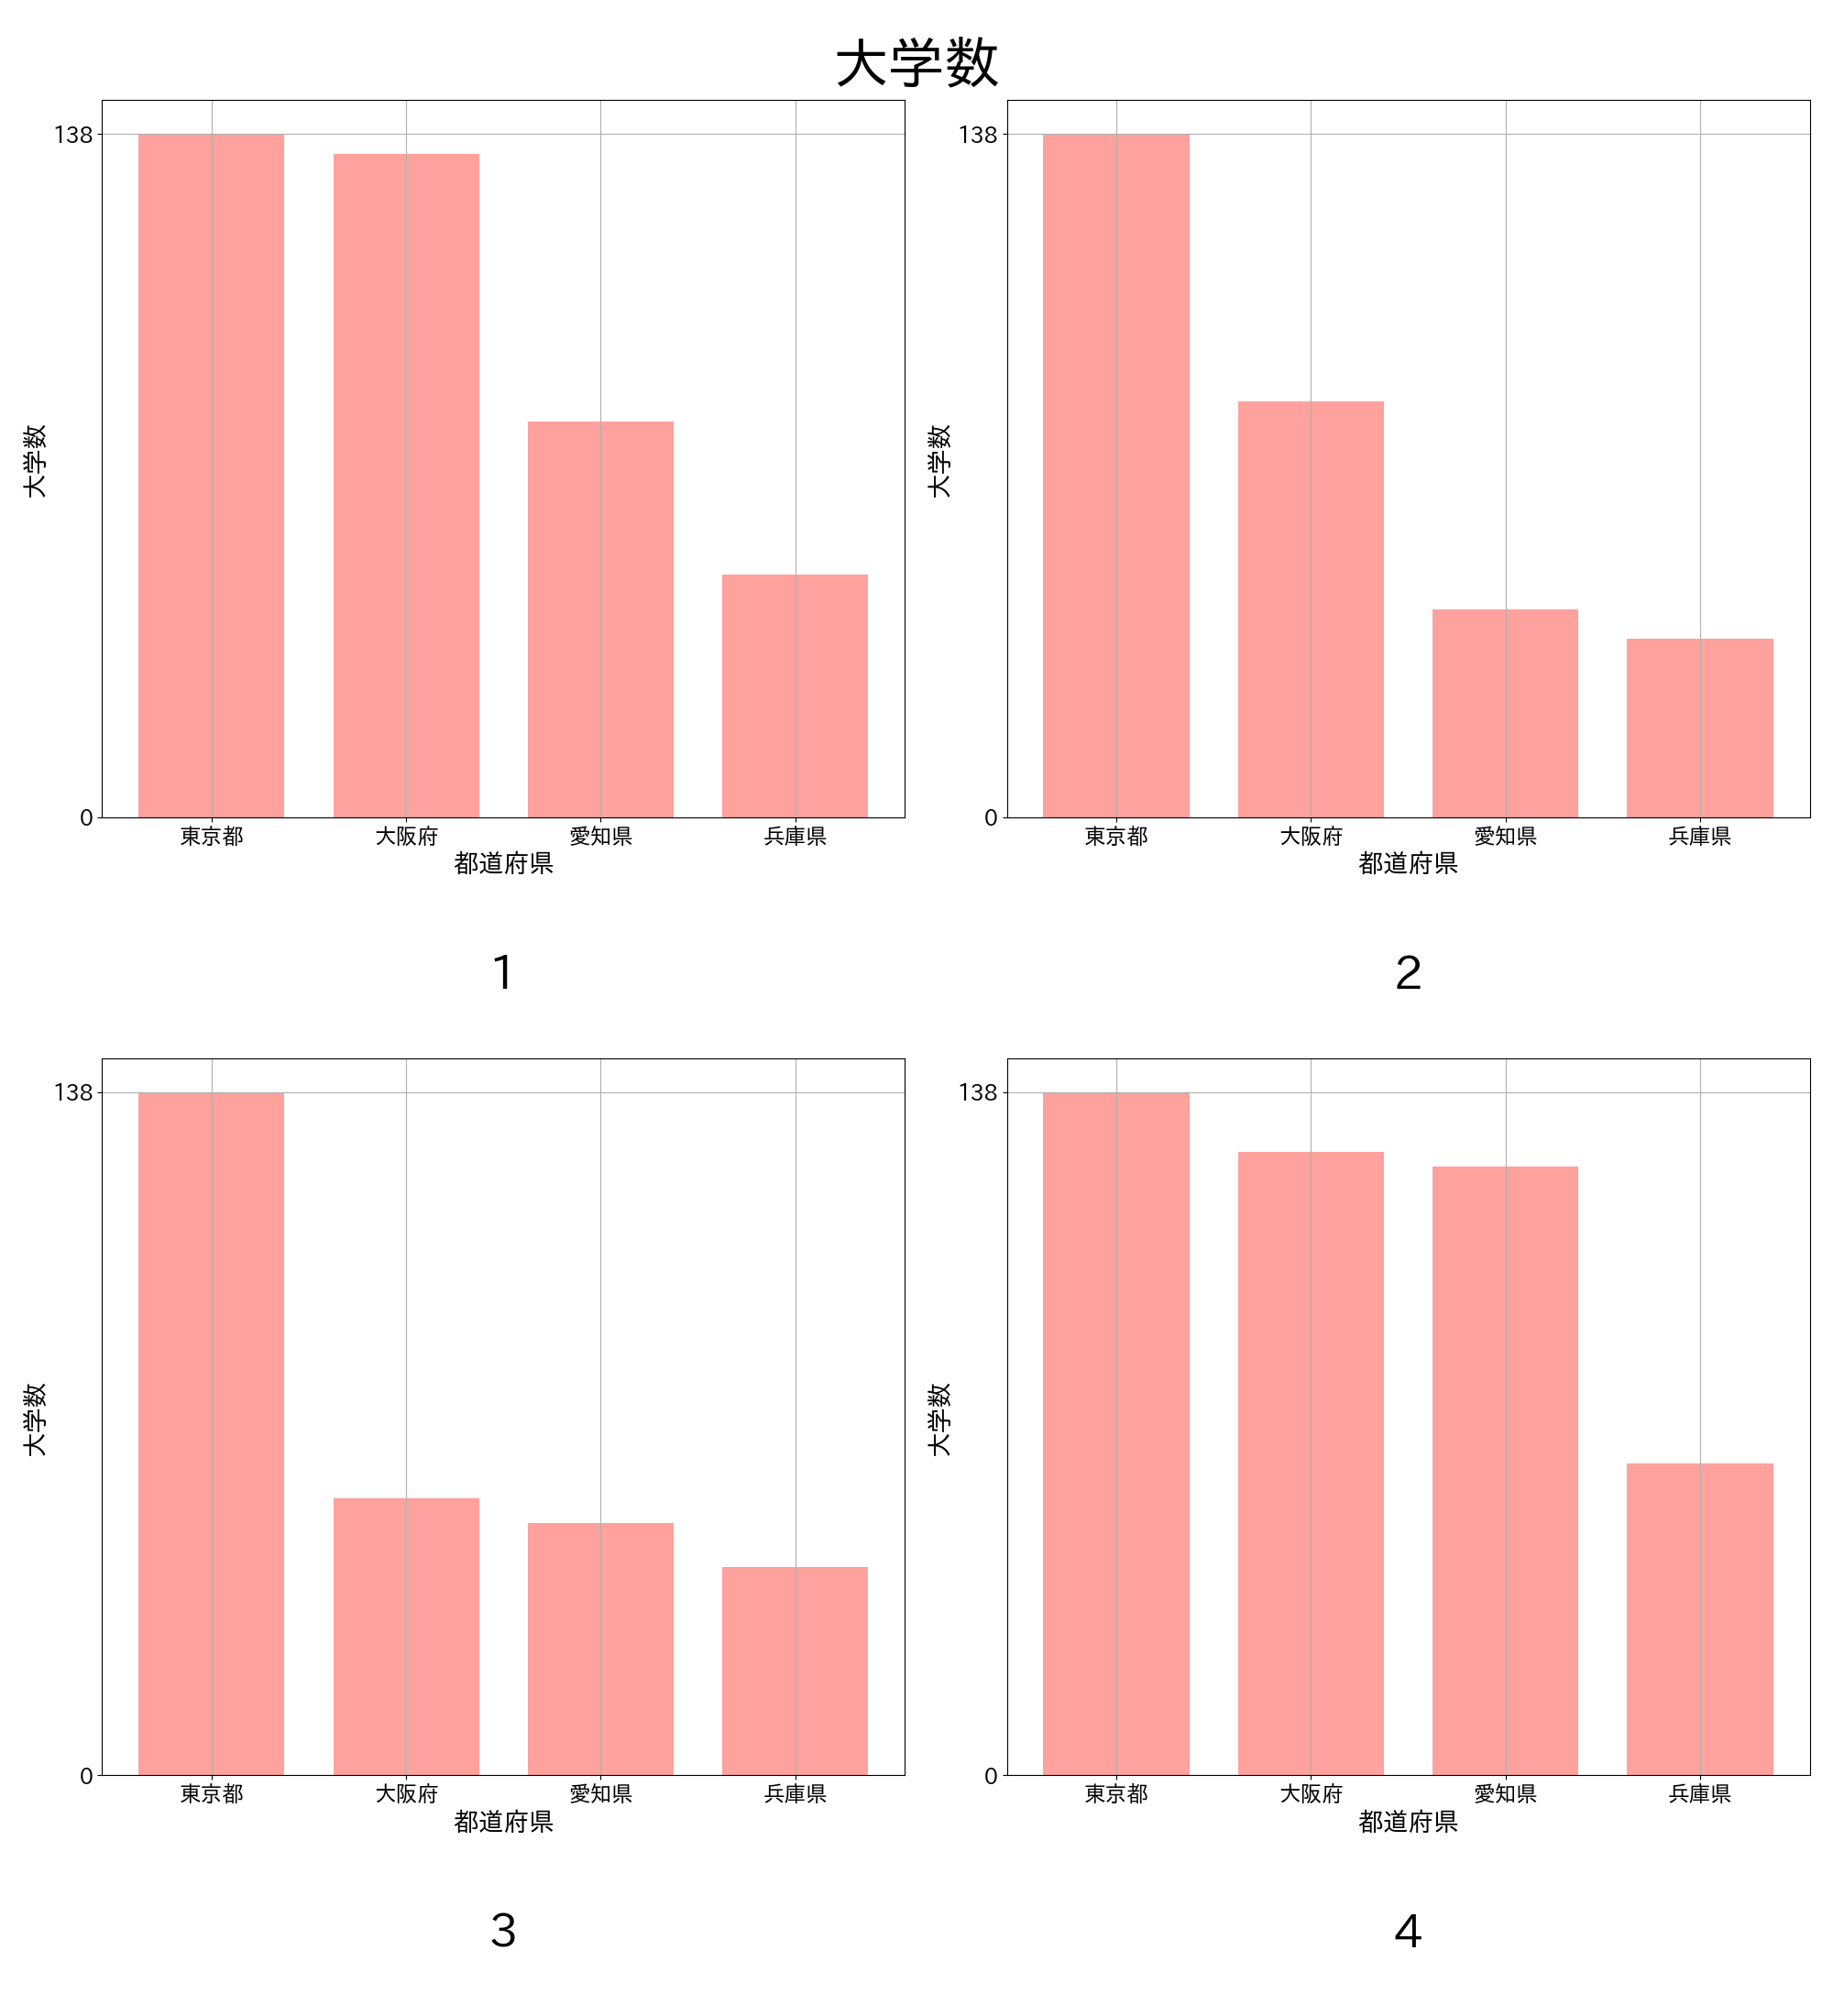 大学数
138
0
大学数
東京都 大阪府 愛知県 兵庫県
都道府県
1
138
0
大学数
東京都 大阪府 愛知県 兵庫県
都道府県
2
138
0
大学数
東京都 大阪府 愛知県 兵庫県
都道府県
3
138
0
大学数
東京都 大阪府 愛知県 兵庫県
都道府県
4